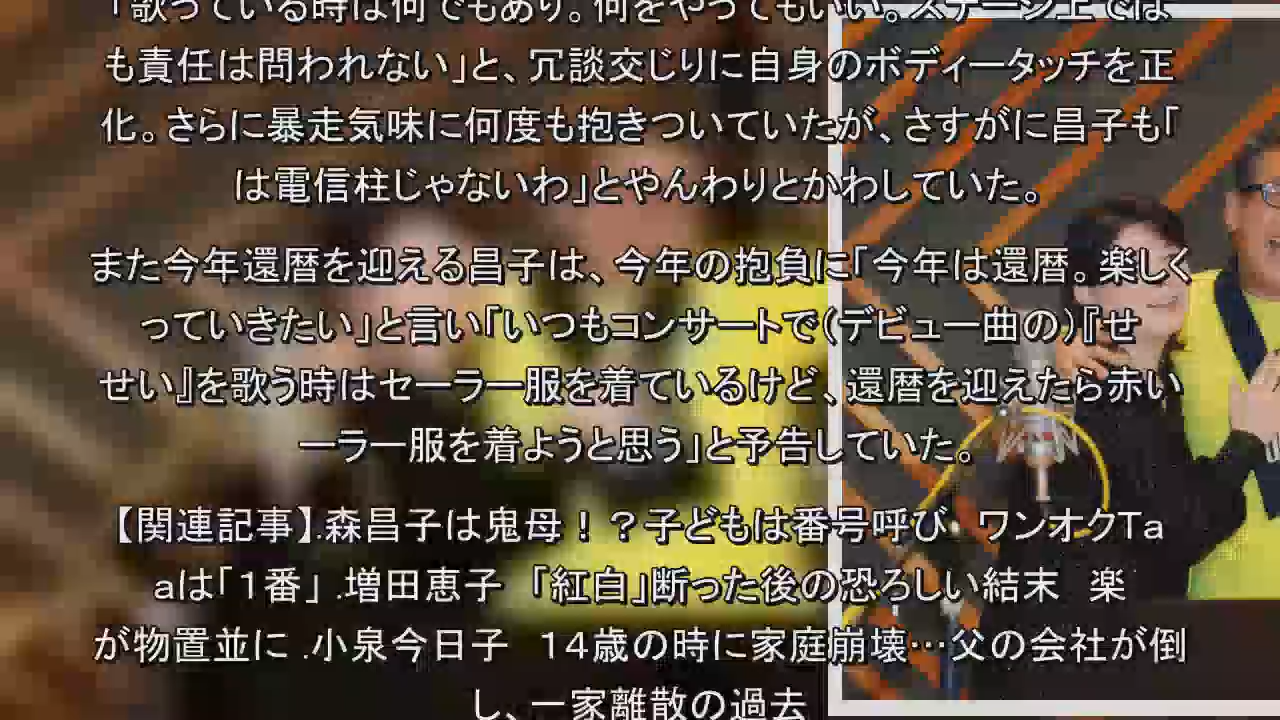 「歌っている時は何でもあり。何をやってもいい。ステージ上では
も責任は問われない」と、冗談交じりに自身のボディータッチを正
化。さらに暴走気味に何度も抱きついていたが、さすがに昌子も「
は電信柱じゃないわ」とやんわりとかわしていた。
また今年還暦を迎える昌子は、今年の抱負に「今年は還暦。楽しく
っていきたい」と言い「いつもコンサートで（デビュー曲の）『せ
せい』を歌う時はセーラー服を着ているけど、還暦を迎えたら赤い
ーラー服を着ようと思う」と予告していた。
【関連記事】.森昌子は鬼母！？子どもは番号呼び　ワンオクTa
aは「１番」 .増田恵子　「紅白」断った後の恐ろしい結末　楽
が物置並に .小泉今日子　14歳の時に家庭崩壊…父の会社が倒
し、一家離散の過去